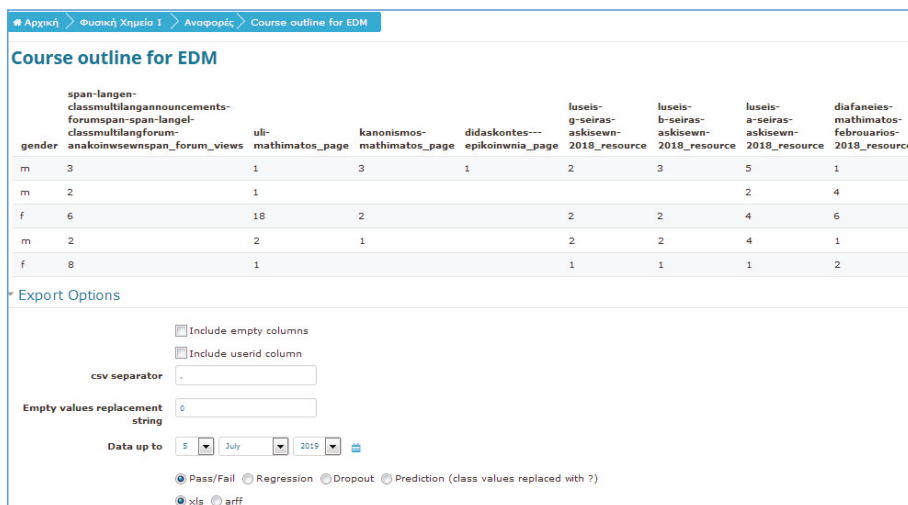 Αρχική Φυσική Χημεία Ι Αναφορές Course outline for EDM
Course outline for EDM
span-langen-
classmultilangannouncements-
forumspan-span-langel- luseis- luseis- luseis- diafaneies-
classmultilangforum- uli- kanonismos- didaskontes--- g-seiras- b-seiras- a-seiras- mathimatos-
askisewn- askisewn- askisewn- febrouarios-
gender anakoinwsewnspan_forum_views mathimatos_page mathimatos_page epikoinwnia_page 2018_resource 2018_resource 2018_resource 2018_resource
m 3 1 3 1 2 3 5 1
m 2 1 2 4
f 6 18 2 2 2 4 6
m 2 2 1 2 2 4 1
f 8 1 1 1 1 2
Export Options
Include empty columns
Include userid column
csv separator
Empty values replacement 0
string
Data up to 5 July 2019
Pass/Fail Regression Dropout Prediction (class values replaced with ?)
xls arff